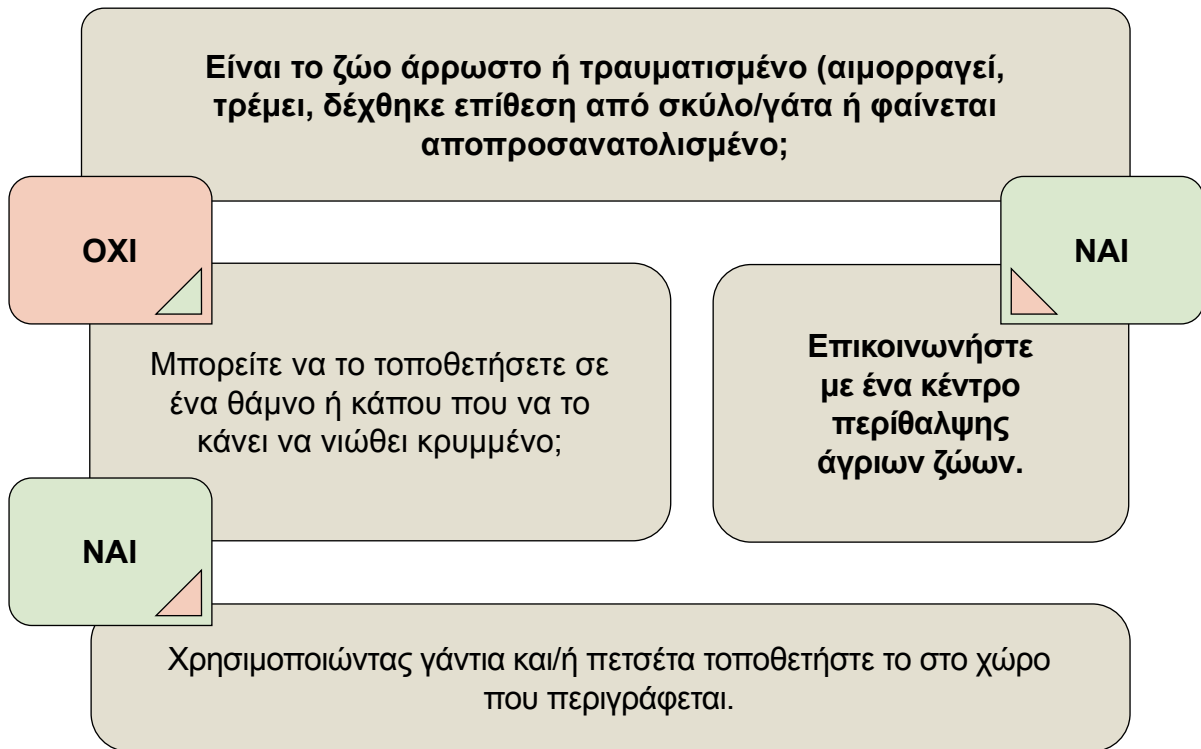 Είναι το ζώο άρρωστο ή τραυματισμένο (αιμορραγεί,
τρέμει, δέχθηκε επίθεση από σκύλο/γάτα ή φαίνεται
αποπροσανατολισμένο;
ΟΧΙ
ΝΑΙ
Μπορείτε να το τοποθετήσετε σε
ένα θάμνο ή κάπου που να το
κάνει να νιώθει κρυμμένο;
Επικοινωνήστε
με ένα κέντρο
περίθαλψης
άγριων ζώων.
ΝΑΙ
Χρησιμοποιώντας γάντια και/ή πετσέτα τοποθετήστε το στο χώρο
που περιγράφεται.